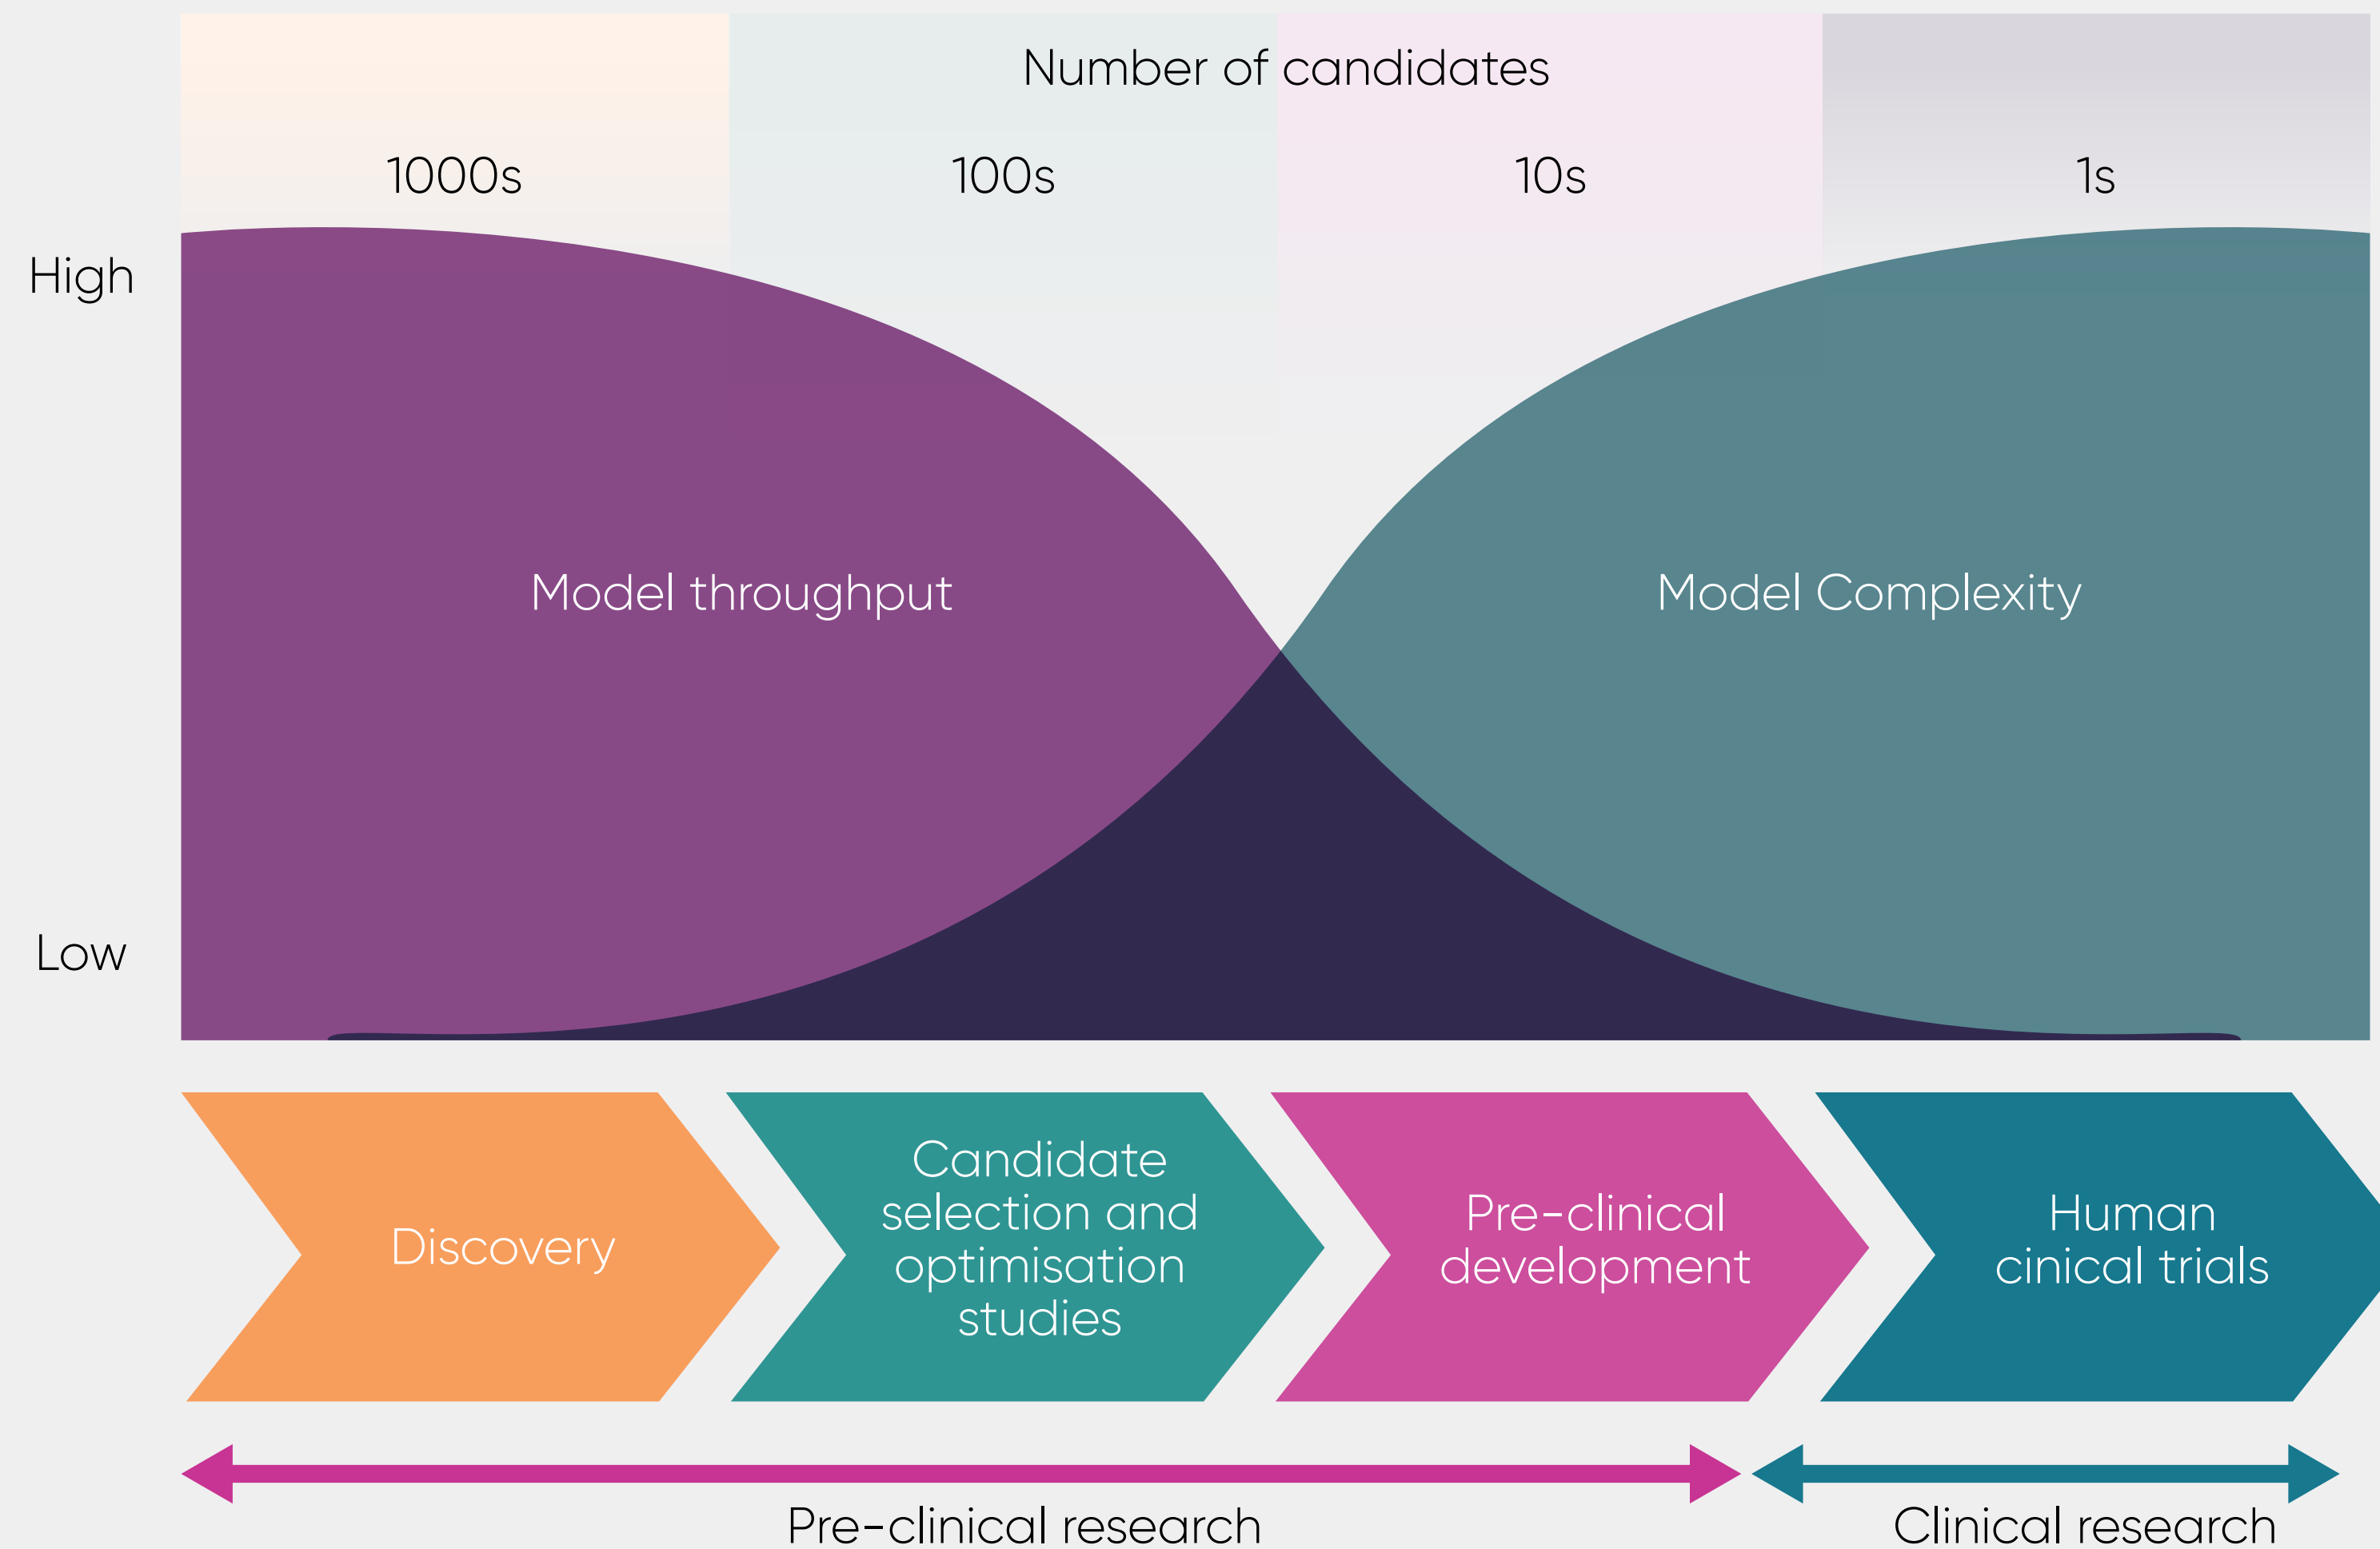 Number of candidates
1000s
100s
10s
1s
High
Model throughput
Model Complexity
Low
Discovery
Candidate
selection and
optimisation
studies
Pre-clinical
development
Human
cinical trials
Pre-clinical research
Clinical research